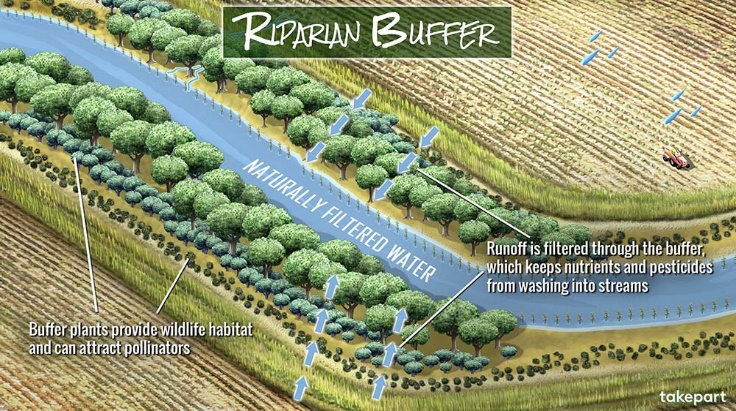 RIPARIAN BUFFER
NATURALLY FILTERED WATER
Runoff is filtered through the buffer,
which keeps nutrients and pesticides
from washing into streams
Buffer plants provide wildlife habitat
and can attract pollinators
takepart